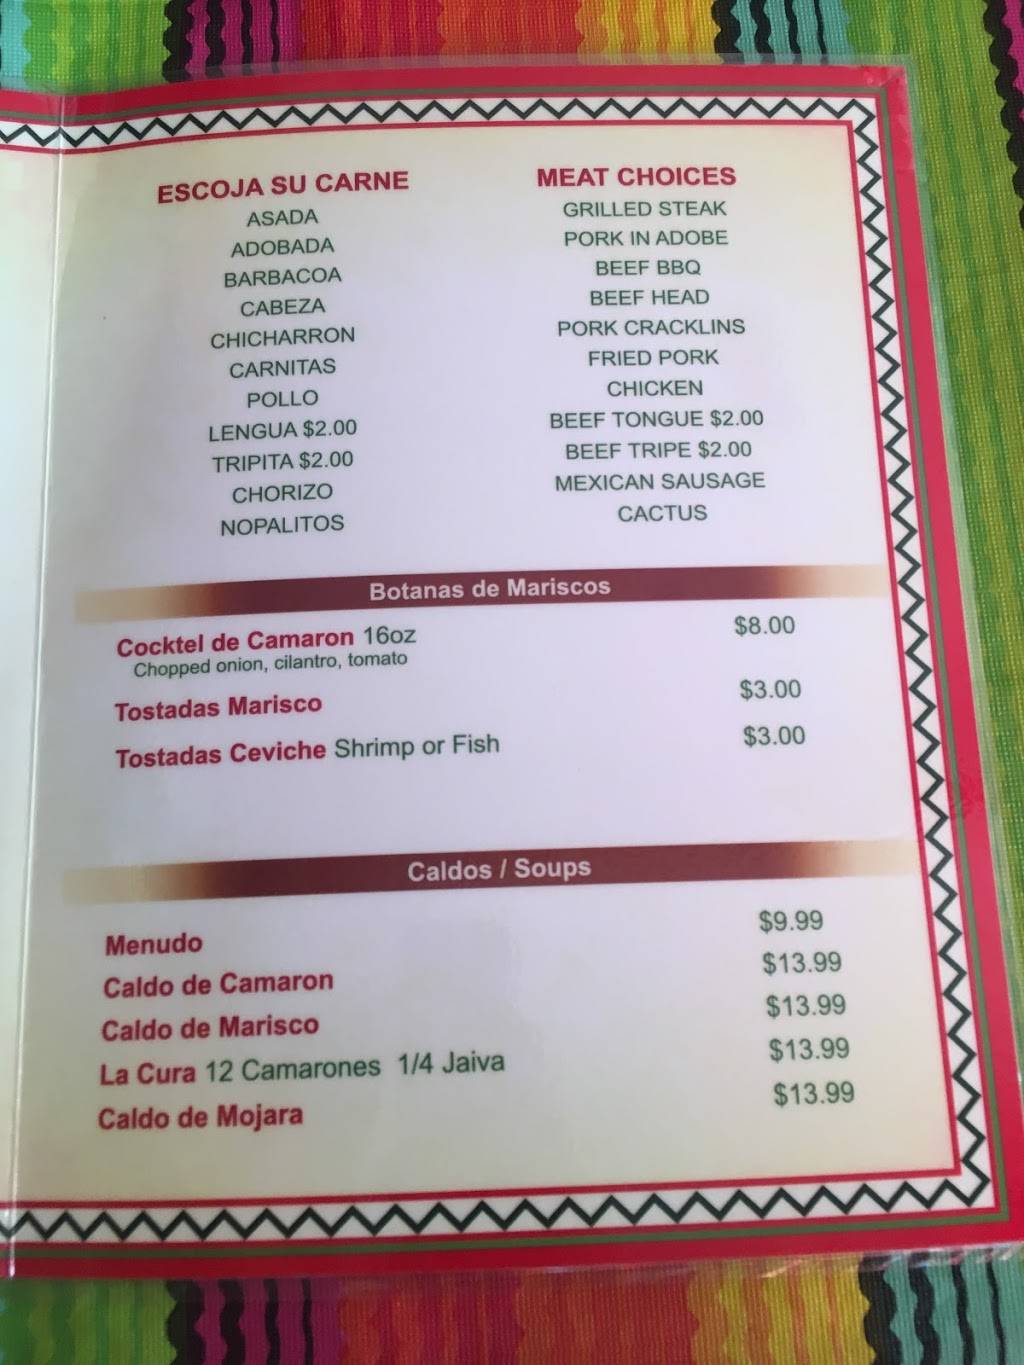 ESCOJA SU CARNE
ASADA
ADOBADA
BARBACOA
CABEZA
CHICHARRON
CARNITAS
POLLO
LENGUA $2.00
TRIPITA $2.00
CHORIZO
NOPALITOS
MEAT CHOICES
GRILLED STEAK
PORK IN ADOBE
BEEF BBQ
BEEF HEAD
PORK CRACKLINS
FRIED PORK
CHICKEN
BEEF TONGUE $2.00
BEEF TRIPE $2.00
MEXICAN SAUSAGE
CACTUS
Botanas de Mariscos
Cocktel de Camaron 16oz $8.00
Chopped onion, cilantro, tomato
Tostadas Marisco $3.00
Tostadas Ceviche Shrimp or Fish $3.00
Caldos / Soups
Menudo $9.99
Caldo de Camaron $13.99
Caldo de Marisco $13.99
La Cura 12 Camarones 1/4 Jaiva $13.99
Caldo de Mojara $13.99